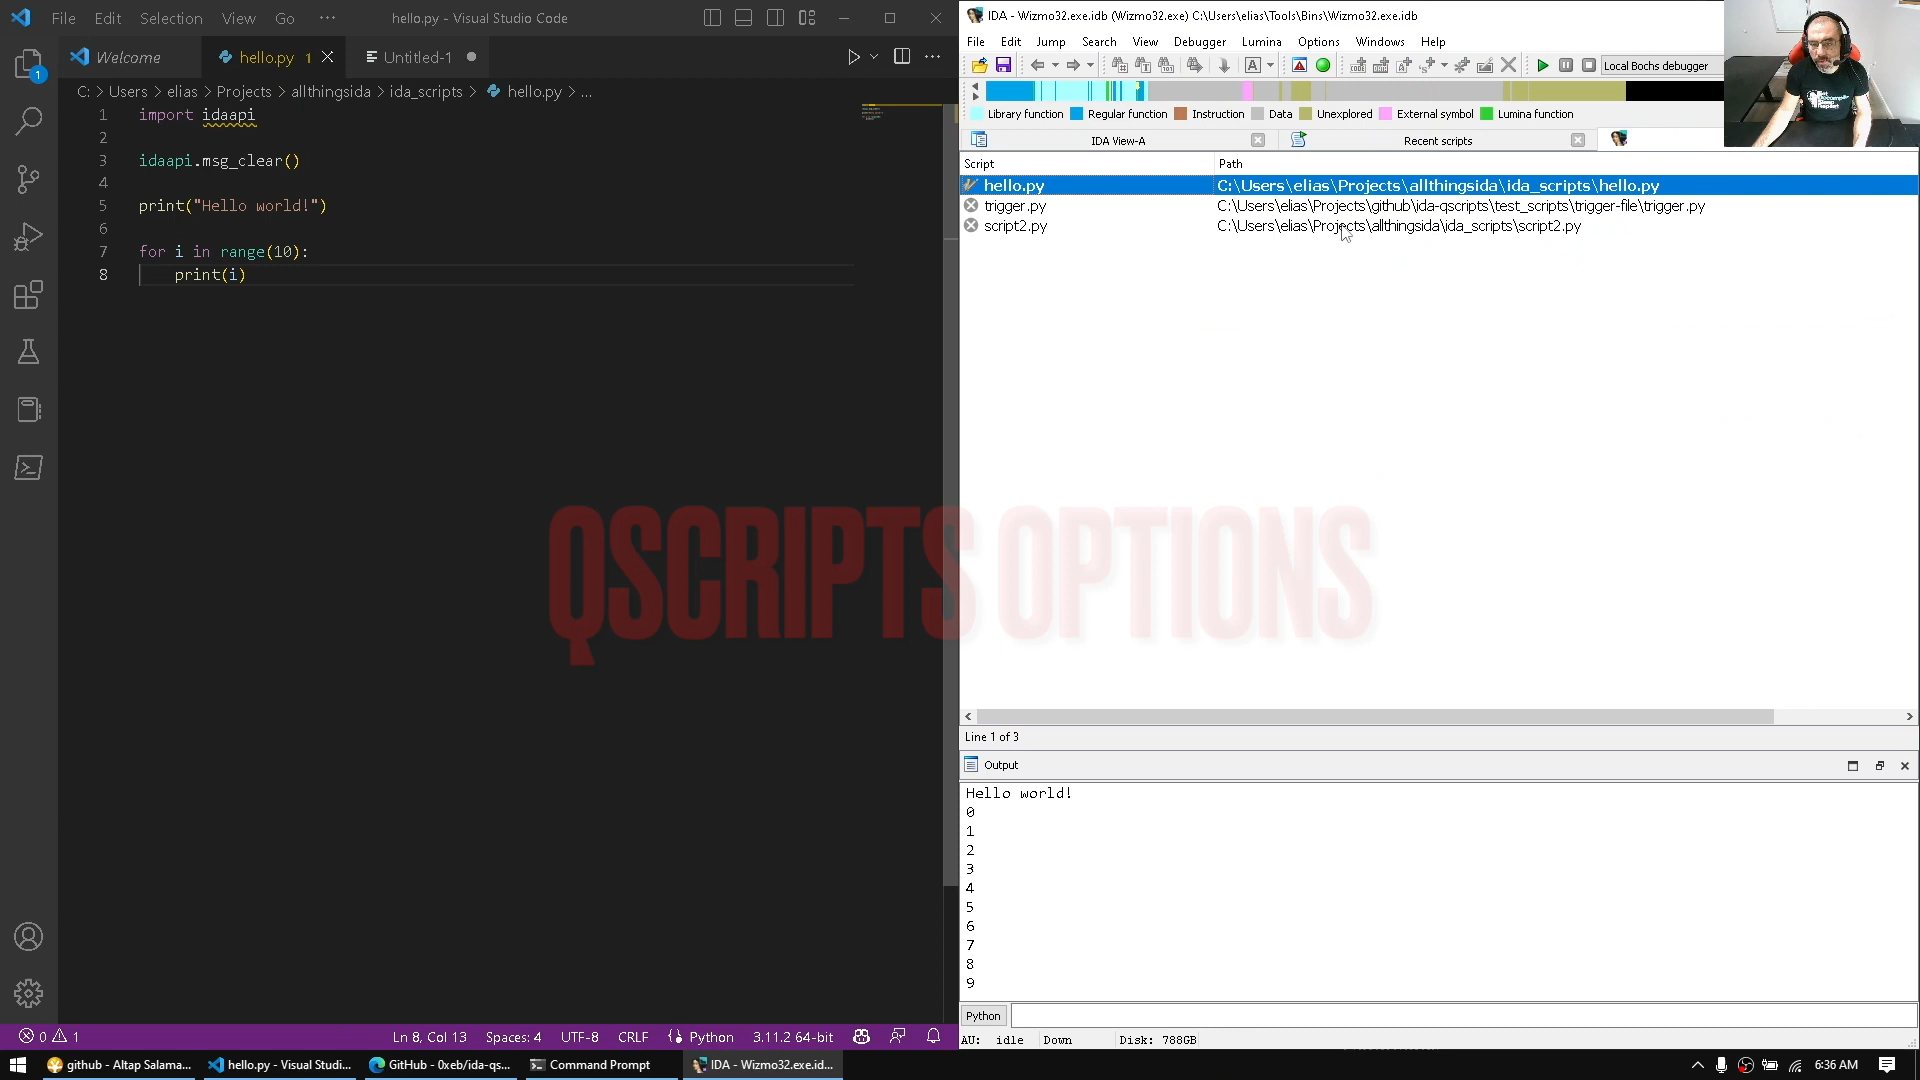 File Edit Selection View Go ··· hello.py - Visual Studio Code
Welcome hello.py 1 Untitled-1
C: > Users > elias > Projects > allthingsida > ida_scripts > hello.py > ...
1 import idaapi
2
3 idaapi.msg_clear()
4
5 print("Hello world!")
6
7 for i in range(10):
8 print(i)
1
0 1 Ln 8, Col 13 Spaces: 4 UTF-8 CRLF Python 3.11.2 64-bit
IDA - Wizmo32.exe.idb (Wizmo32.exe) C:\Users\elias\Tools\Bins\Wizmo32.exe.idb
File Edit Jump Search View Debugger Lumina Options Windows Help
Local Bochs debugger
Library function Regular function Instruction Data Unexplored External symbol Lumina function
IDA View-A Recent scripts
Script Path
hello.py C:\Users\elias\Projects\allthingsida\ida_scripts\hello.py
trigger.py C:\Users\elias\Projects\github\ida-qscripts\test_scripts\trigger-file\trigger.py
script2.py C:\Users\elias\Projects\allthingsida\ida_scripts\script2.py
QSCRIPTS OPTIONS
Line 1 of 3
Output
Hello world!
0
1
2
3
4
5
6
7
8
9
Python
AU: idle Down Disk: 788GB
github - Altap Salama... hello.py - Visual Studi... GitHub - 0xeb/ida-qs... Command Prompt IDA - Wizmo32.exe.id... 6:36 AM